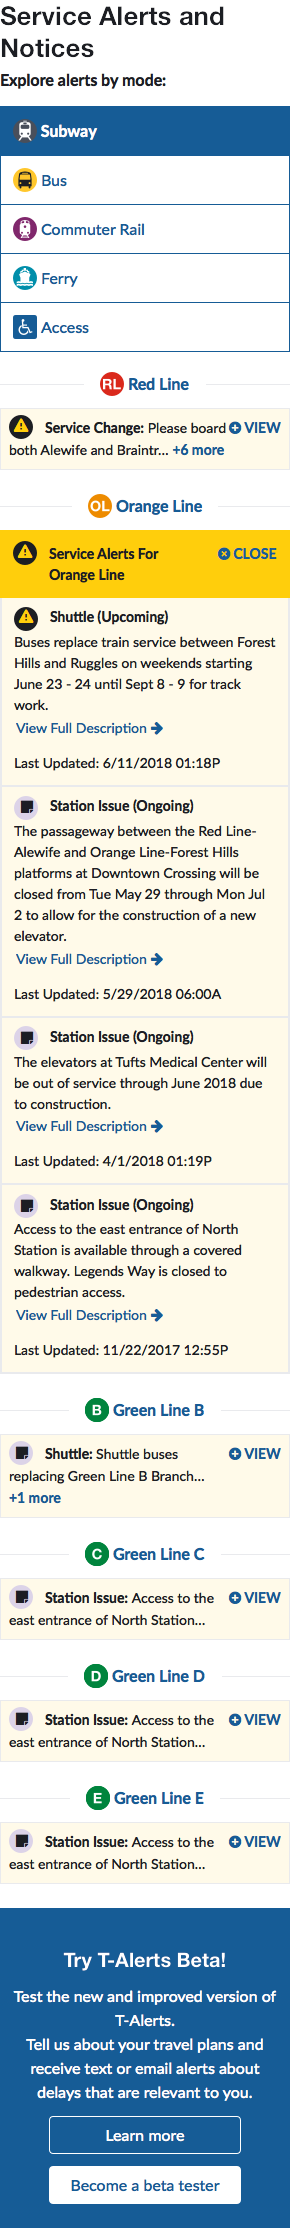 Service Alerts and
Notices
Explore alerts by mode:
Subway
Bus
Commuter Rail
Ferry
Access
RL Red Line
Service Change: Please board VIEW
both Alewife and Braintr... +6 more
OL Orange Line
Service Alerts For CLOSE
Orange Line
Shuttle (Upcoming)
Buses replace train service between Forest
Hills and Ruggles on weekends starting
June 23 - 24 until Sept 8 - 9 for track
work.
View Full Description
Last Updated: 6/11/2018 01:18P
Station Issue (Ongoing)
The passageway between the Red Line-
Alewife and Orange Line-Forest Hills
platforms at Downtown Crossing will be
closed from Tue May 29 through Mon Jul
2 to allow for the construction of a new
elevator.
View Full Description
Last Updated: 5/29/2018 06:00A
Station Issue (Ongoing)
The elevators at Tufts Medical Center will
be out of service through June 2018 due
to construction.
View Full Description
Last Updated: 4/1/2018 01:19P
Station Issue (Ongoing)
Access to the east entrance of North
Station is available through a covered
walkway. Legends Way is closed to
pedestrian access.
View Full Description
Last Updated: 11/22/2017 12:55P
B Green Line B
Shuttle: Shuttle buses VIEW
replacing Green Line B Branch...
+1 more
C Green Line C
Station Issue: Access to the VIEW
east entrance of North Station...
D Green Line D
Station Issue: Access to the VIEW
east entrance of North Station...
E Green Line E
Station Issue: Access to the VIEW
east entrance of North Station...
Try T-Alerts Beta!
Test the new and improved version of
T-Alerts.
Tell us about your travel plans and
receive text or email alerts about
delays that are relevant to you.
Learn more
Become a beta tester